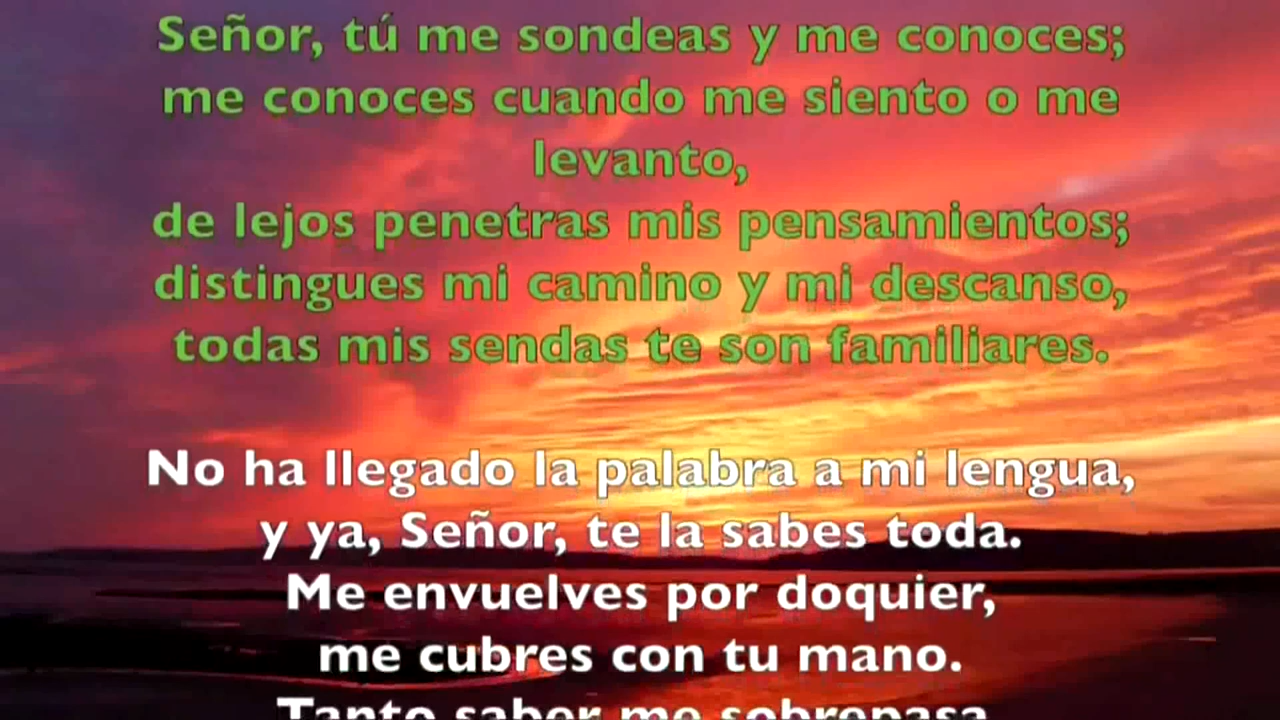 Señor, tú me sondeas y me conoces;
me conoces cuando me siento o me
levanto,
de lejos penetras mis pensamientos;
distingues mi camino y mi descanso,
todas mis sendas te son familiares.
No ha llegado la palabra a mi lengua,
y ya, Señor, te la sabes toda.
Me envuelves por doquier,
me cubres con tu mano.
Tanto saber me sobrepasa